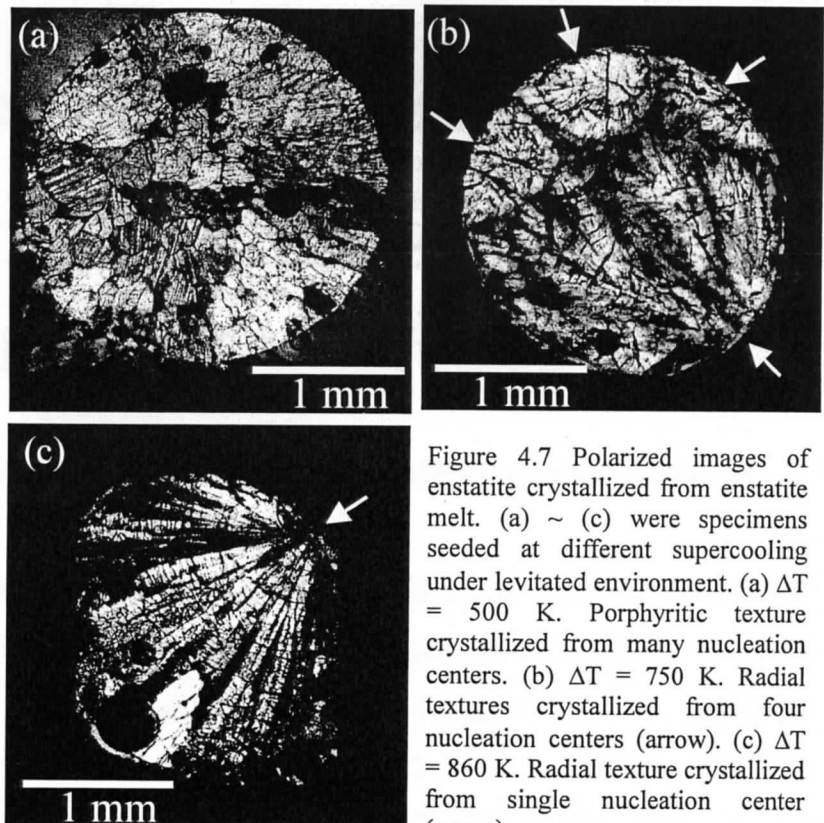 (a)
1 mm
(b)
1 mm
(c)
1 mm
Figure 4.7 Polarized images of
enstatite crystallized from enstatite
melt. (a) ~ (c) were specimens
seeded at different supercooling
under levitated environment. (a) ΔT
= 500 K. Porphyritic texture
crystallized from many nucleation
centers. (b) ΔT = 750 K. Radial
textures crystallized from four
nucleation centers (arrow). (c) ΔT
= 860 K. Radial texture crystallized
from single nucleation center